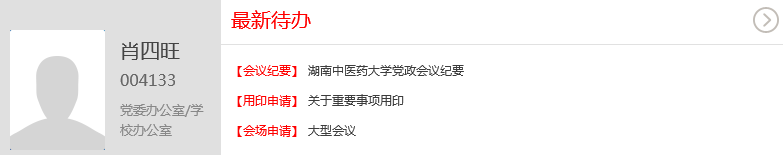 肖四旺
004133
党委办公室/学
校办公室
最新待办
【会议纪要】 湖南中医药大学党政会议纪要
【用印申请】 关于重要事项用印
【会场申请】 大型会议